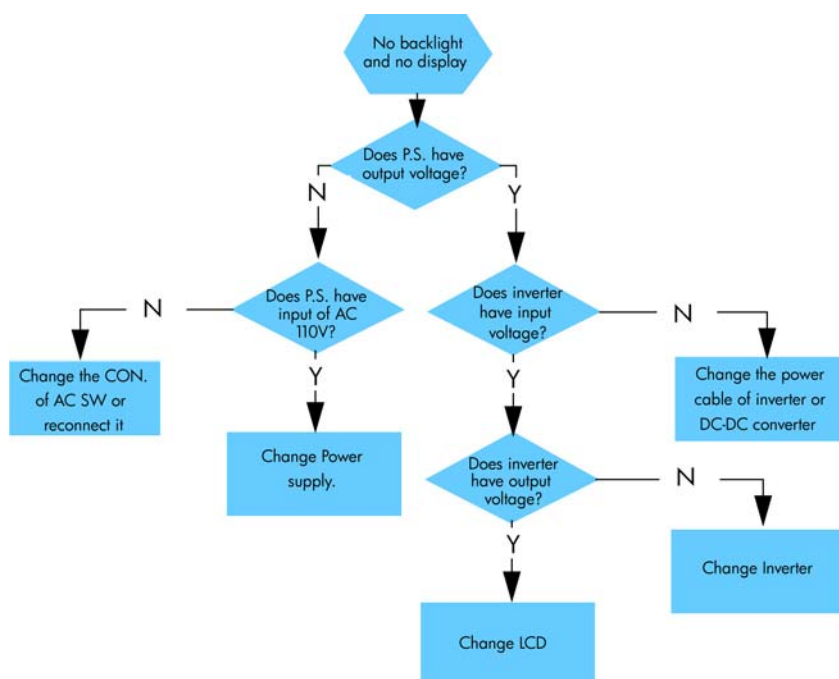 No backlight
and no display
Does P.S. have
output voltage?
N
Y
Does P.S. have
input of AC
110V?
Does inverter
have input
voltage?
N
N
Change the CON.
of AC SW or
reconnect it
Y
Y
Change the power
cable of inverter or
DC-DC converter
Change Power
supply.
Does inverter
have output
voltage?
N
Y
Change Inverter
Change LCD